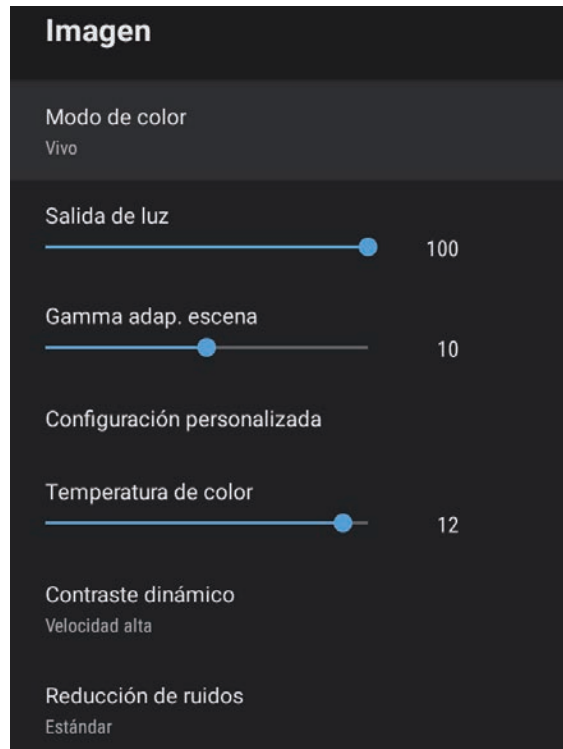 Imagen
Modo de color
Vivo
Salida de luz
100
Gamma adap. escena
10
Configuración personalizada
Temperatura de color
12
Contraste dinámico
Velocidad alta
Reducción de ruidos
Estándar